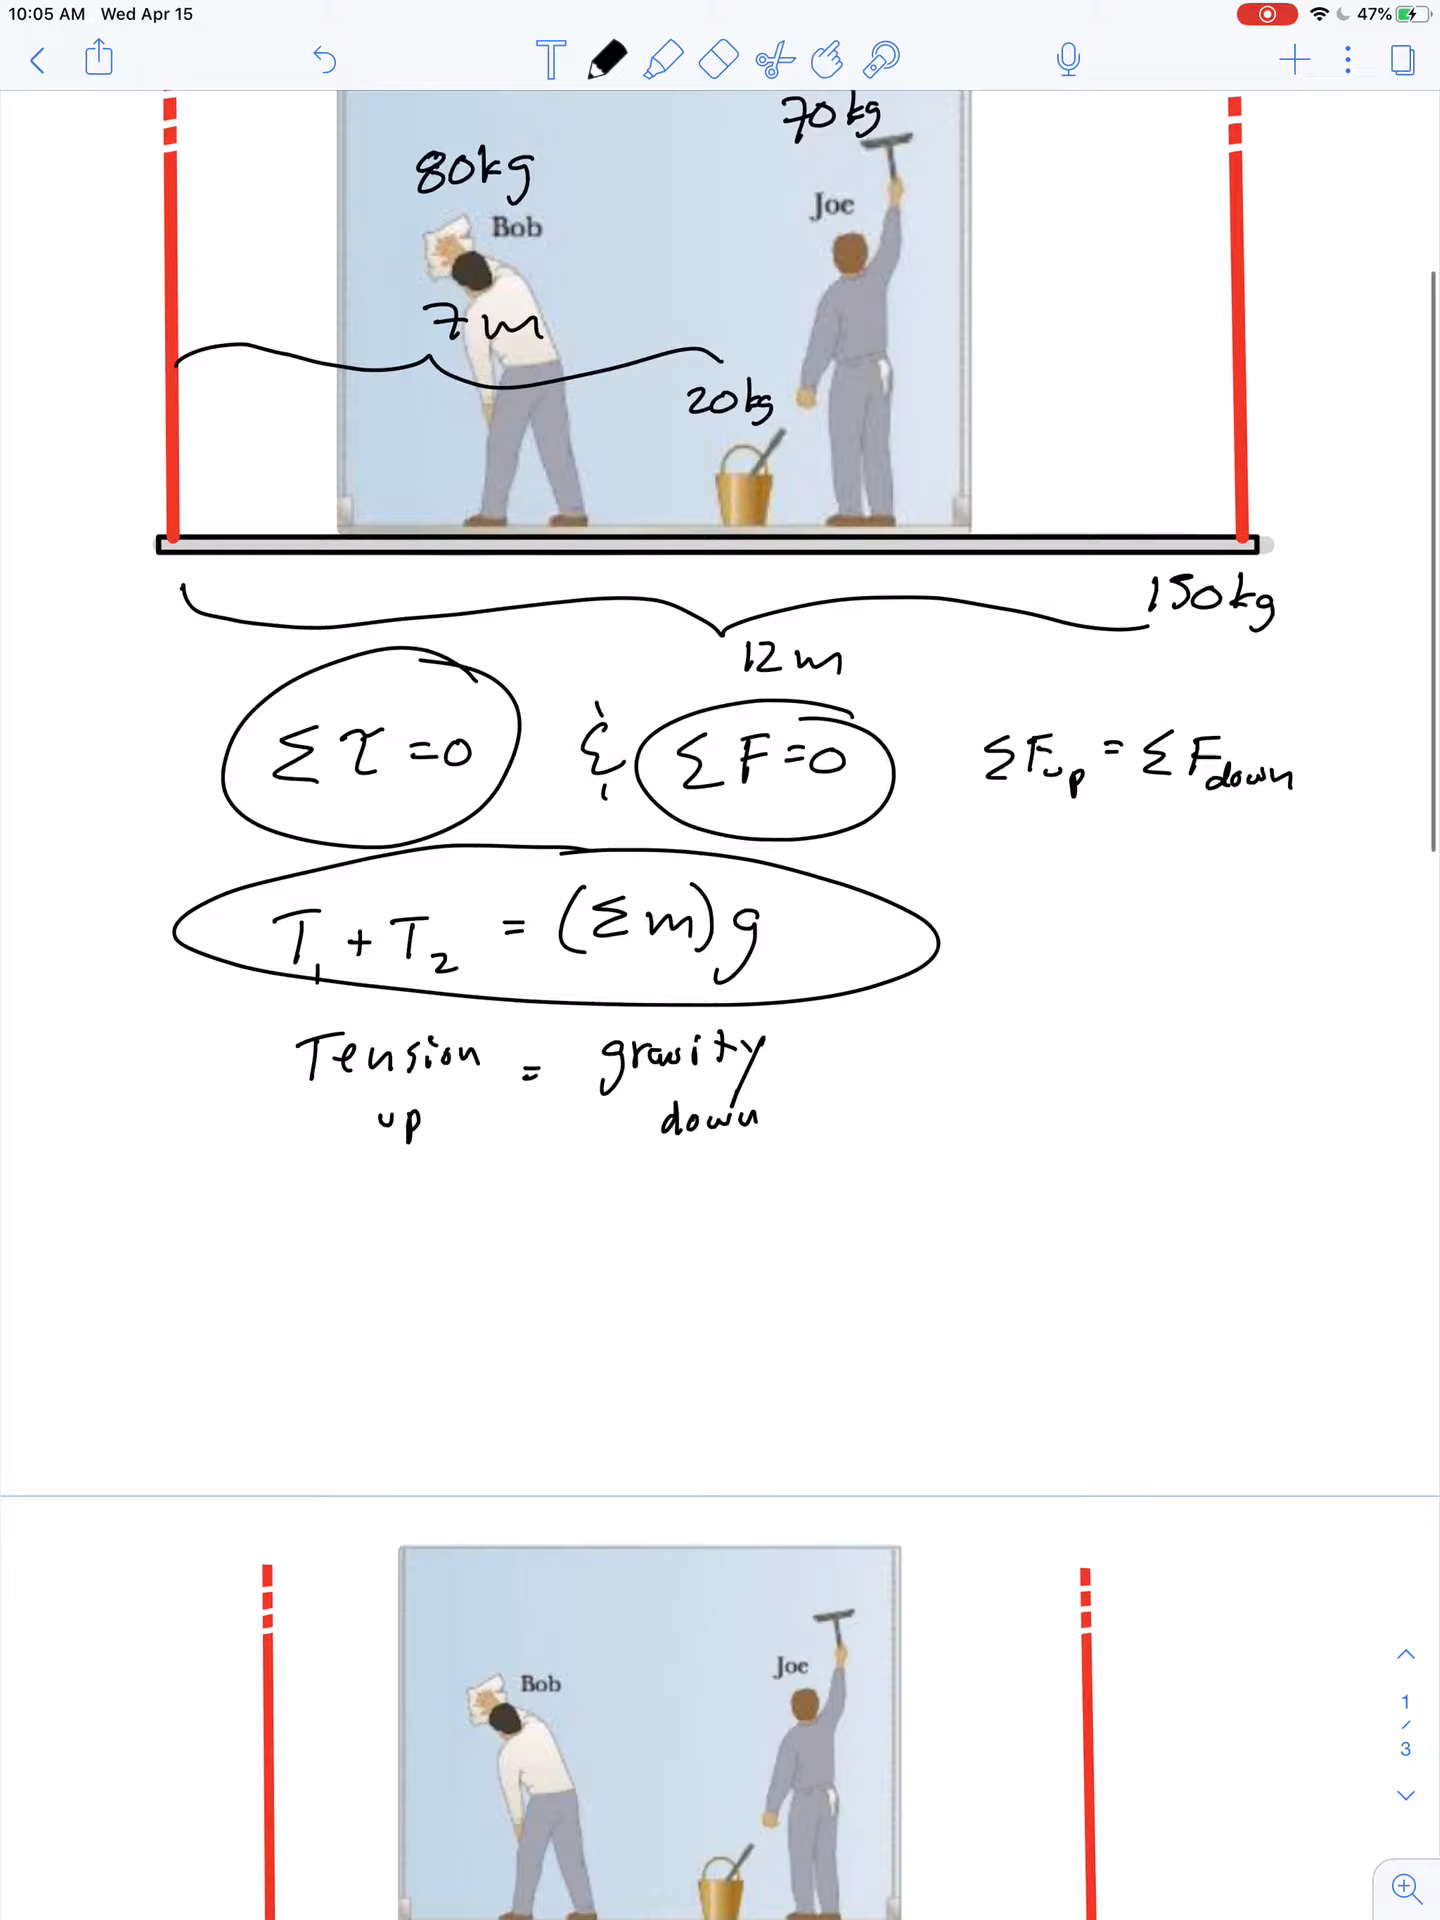 10:05 AM Wed Apr 15
47%
70kg
80kg
Joe
Bob
7m
20kg
150kg
12m
Στ=0 & ΣF=0 ΣFup = ΣFdown
T1 + T2 = (Σm)g
Tension = gravity
up down
Joe
Bob
1
/
3